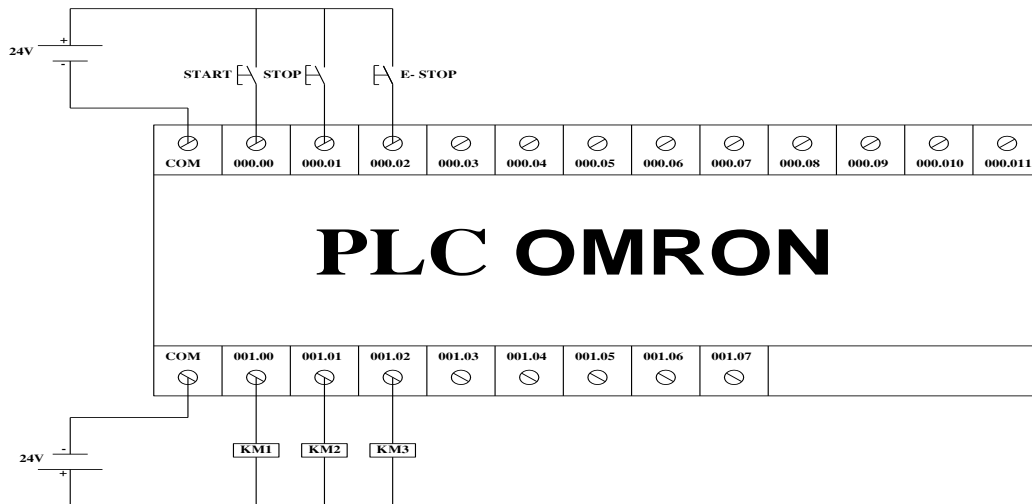 +
24V
-
START STOP E- STOP
COM 000.00 000.01 000.02 000.03 000.04 000.05 000.06 000.07 000.08 000.09 000.010 000.011
PLC OMRON
COM 001.00 001.01 001.02 001.03 001.04 001.05 001.06 001.07
-
24V
+
KM1 KM2 KM3